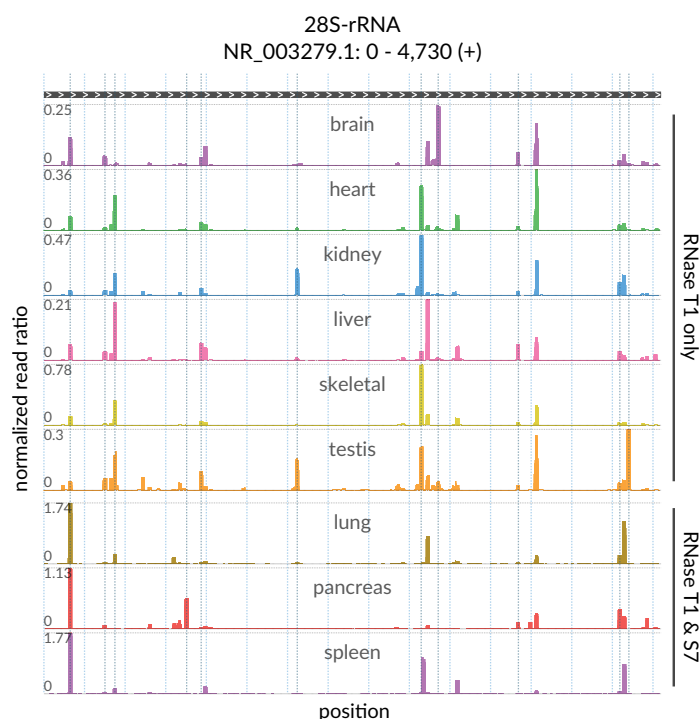 28S-rRNA
NR_003279.1: 0 - 4,730 (+)
0.25
brain
0
0.36
heart
0
0.47
kidney
0
0.21
liver
0
0.78
skeletal
0
0.3
testis
0
1.74
lung
0
1.13
pancreas
0
1.77
spleen
0
position
normalized read ratio
RNase T1 only
RNase T1 & S7